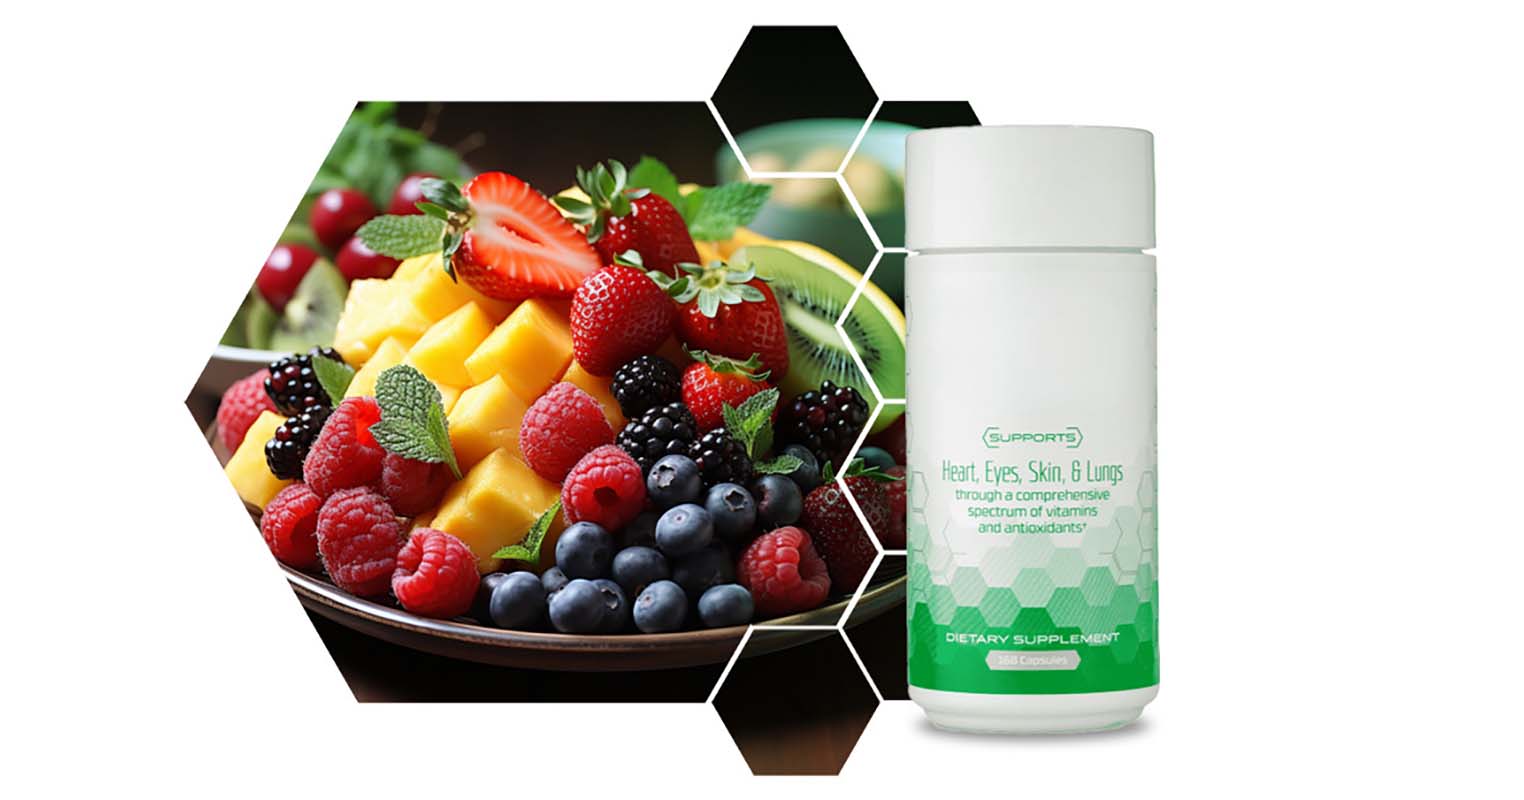 SUPPORTS
Heart, Eyes, Skin, & Lungs
through a comprehensive
spectrum of vitamins
and antioxidants†
DIETARY SUPPLEMENT
168 Capsules